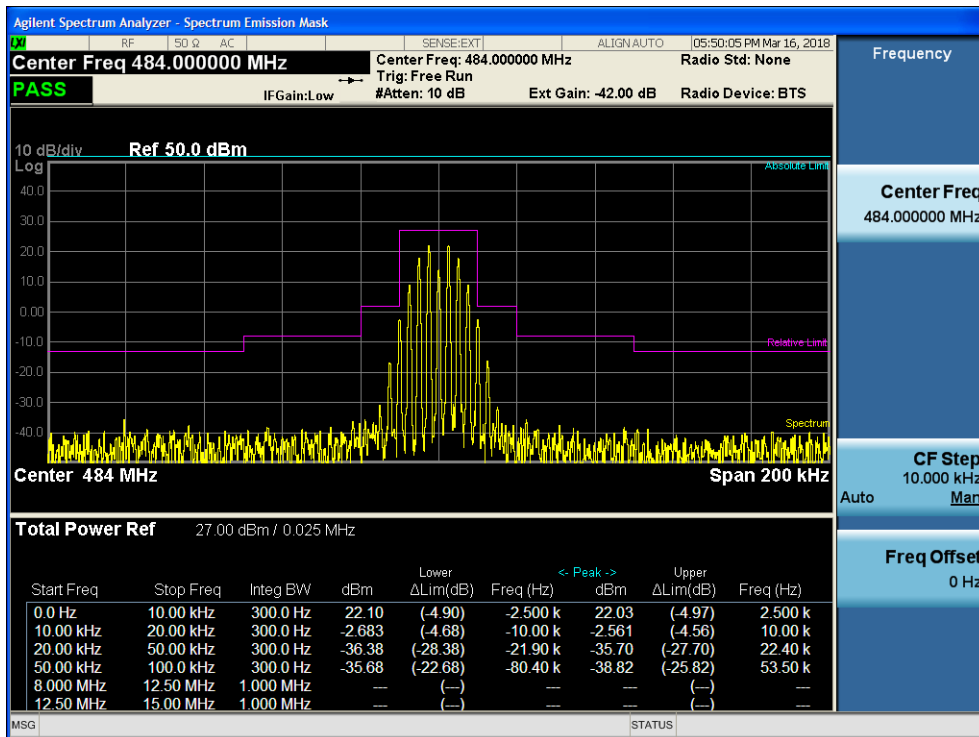 Agilent Spectrum Analyzer - Spectrum Emission Mask
LXI RF 50 Ω AC SENSE:EXT ALIGN AUTO 05:50:05 PM Mar 16, 2018
Center Freq 484.000000 MHz
Center Freq: 484.000000 MHz Radio Std: None
Trig: Free Run
PASS IFGain:Low #Atten: 10 dB Ext Gain: -42.00 dB Radio Device: BTS
10 dB/div Ref 50.0 dBm
Log Absolute Limit
40.0
30.0
20.0
10.0
0.00
-10.0 Relative Limit
-20.0
-30.0
Spectrum
-40.0
Center 484 MHz Span 200 kHz
Total Power Ref 27.00 dBm / 0.025 MHz
Lower <- Peak -> Upper
Start Freq Stop Freq Integ BW dBm ΔLim(dB) Freq (Hz) dBm ΔLim(dB) Freq (Hz)
0.0 Hz 10.00 kHz 300.0 Hz 22.10 (-4.90) -2.500 k 22.03 (-4.97) 2.500 k
10.00 kHz 20.00 kHz 300.0 Hz -2.683 (-4.68) -10.00 k -2.561 (-4.56) 10.00 k
20.00 kHz 50.00 kHz 300.0 Hz -36.38 (-28.38) -21.90 k -35.70 (-27.70) 22.40 k
50.00 kHz 100.0 kHz 300.0 Hz -35.68 (-22.68) -80.40 k -38.82 (-25.82) 53.50 k
8.000 MHz 12.50 MHz 1.000 MHz --- (---) --- --- (---) ---
12.50 MHz 15.00 MHz 1.000 MHz --- (---) --- --- (---) ---
MSG STATUS
Frequency
Center Freq
484.000000 MHz
CF Step
10.000 kHz
Auto Man
Freq Offset
0 Hz